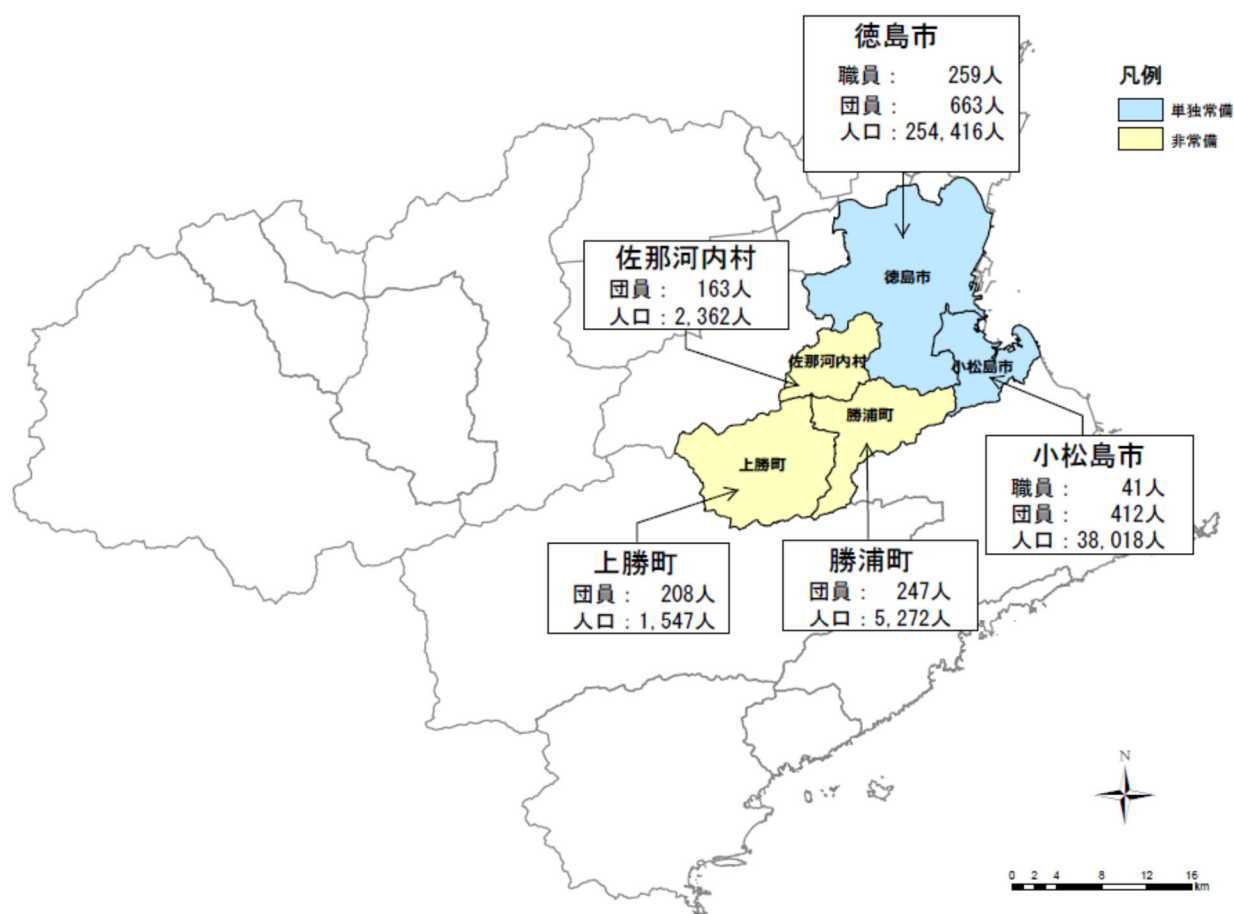 徳島市
職員： 259人
団員： 663人
人口：254,416人
凡例
単独常備
非常備
佐那河内村
団員： 163人
人口：2,362人
徳島市
佐那河内村
小松島市
勝浦町
上勝町
小松島市
職員： 41人
団員： 412人
人口：38,018人
上勝町
団員： 208人
人口：1,547人
勝浦町
団員： 247人
人口：5,272人
N
0 2 4 8 12 16
km